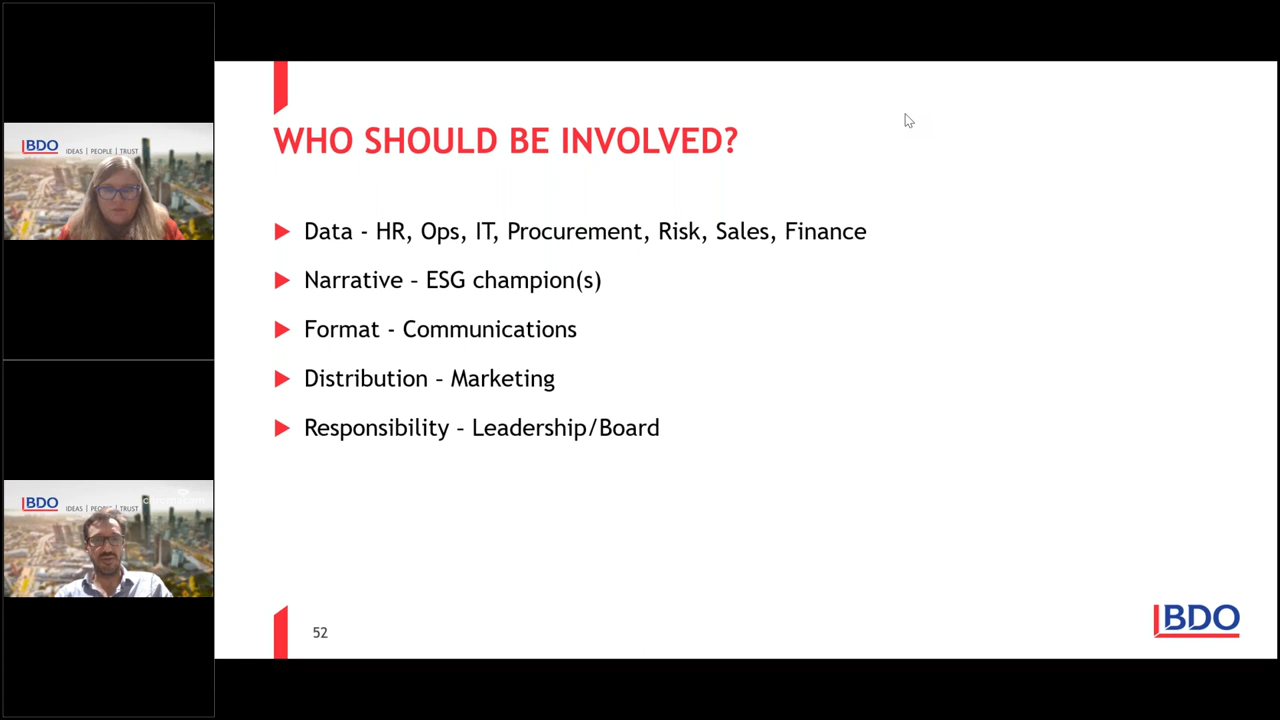 BDO
IDEAS | PEOPLE | TRUST
WHO SHOULD BE INVOLVED?
Data - HR, Ops, IT, Procurement, Risk, Sales, Finance
Narrative – ESG champion(s)
Format - Communications
Distribution – Marketing
Responsibility – Leadership/Board
BDO
IDEAS | PEOPLE | TRUST
52
BDO